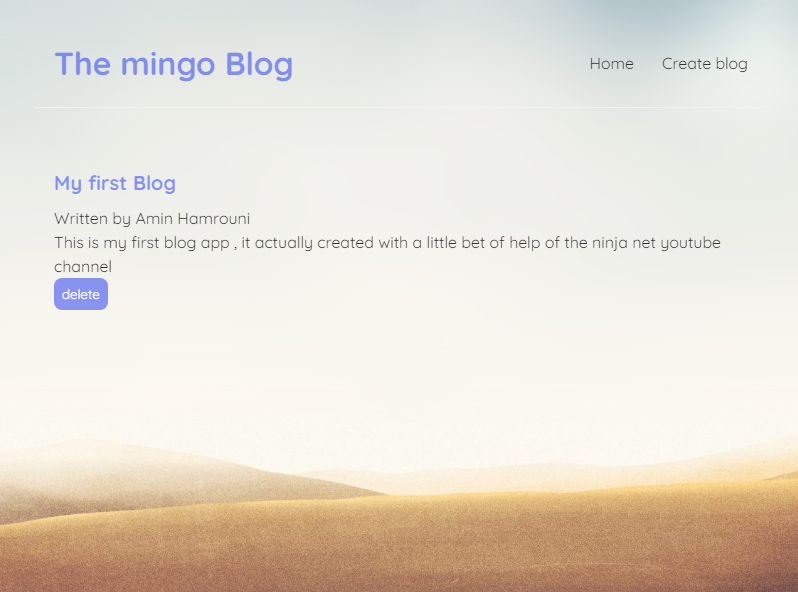 The mingo Blog
Home Create blog
My first Blog
Written by Amin Hamrouni
This is my first blog app , it actually created with a little bet of help of the ninja net youtube
channel
delete